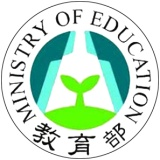 MINISTRY OF EDUCATION
教育部